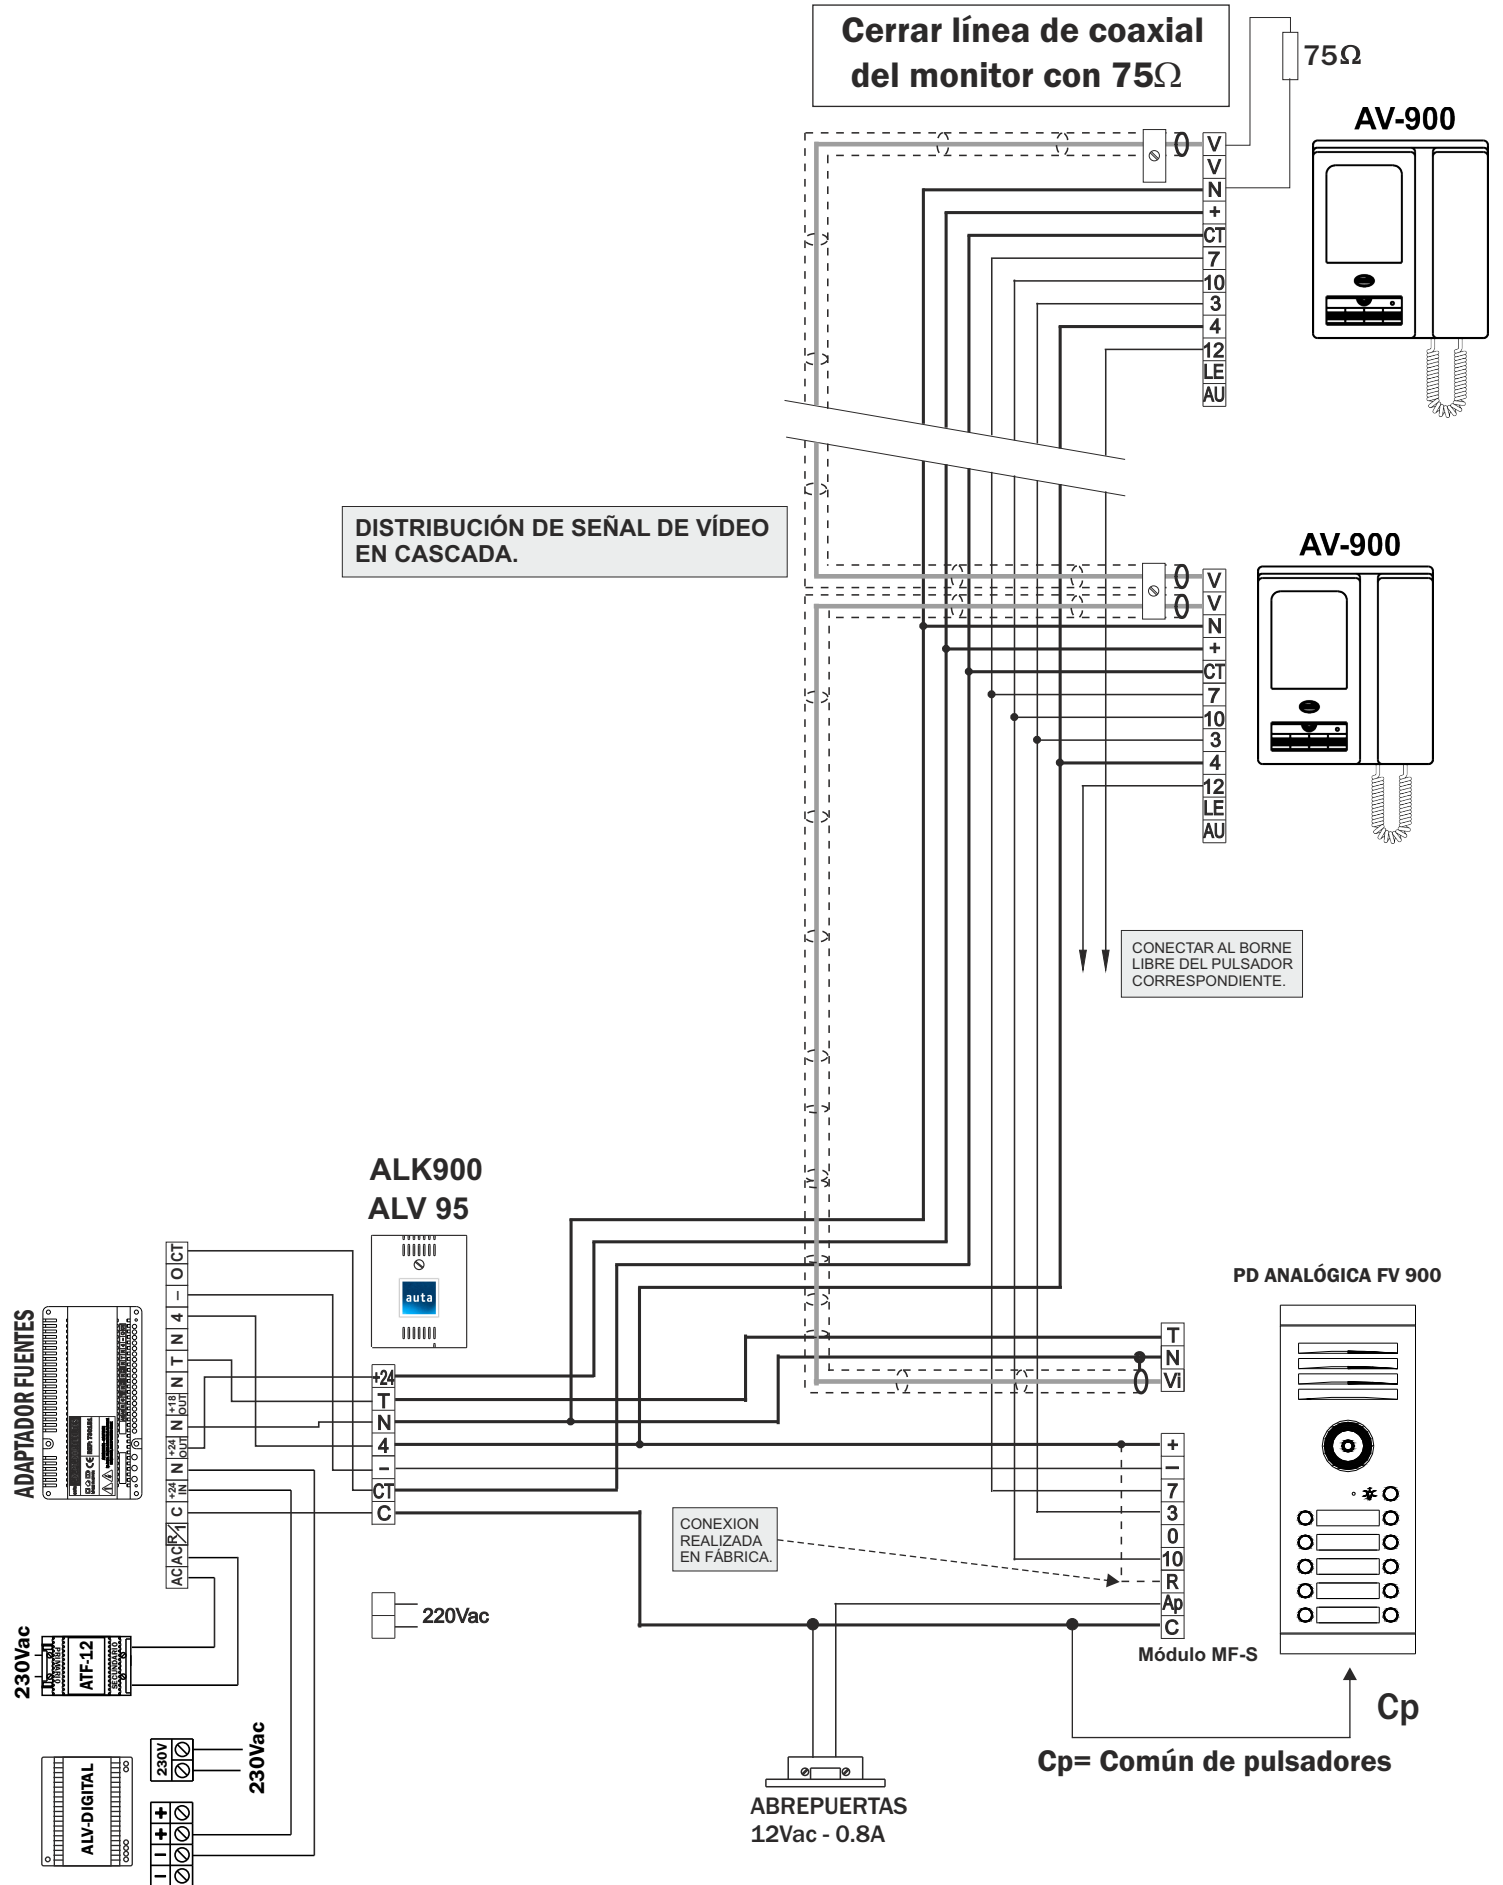 Cerrar línea de coaxial
del monitor con 75Ω
75Ω
AV-900
V
V
N
+
CT
7
10
3
4
12
LE
AU
DISTRIBUCIÓN DE SEÑAL DE VÍDEO
EN CASCADA.
AV-900
V
V
N
+
CT
7
10
3
4
12
LE
AU
CONECTAR AL BORNE
LIBRE DEL PULSADOR
CORRESPONDIENTE.
ALK900
ALV 95
auta
ADAPTADOR FUENTES
CT
O
–
4
N
T
N
+18 OUT
N
+24 OUT
N
+24 IN
C
R/1
AC
AC
+24
T
N
4
–
CT
C
220Vac
PD ANALÓGICA FV 900
T
N
Vi
+
–
7
3
0
10
R
Ap
C
Módulo MF-S
CONEXION
REALIZADA
EN FÁBRICA.
230Vac
PRIMARIO
ATF-12
SECUNDARIO
ALV-DIGITAL
230V
230Vac
+
+
–
–
Cp
Cp= Común de pulsadores
ABREPUERTAS
12Vac - 0.8A